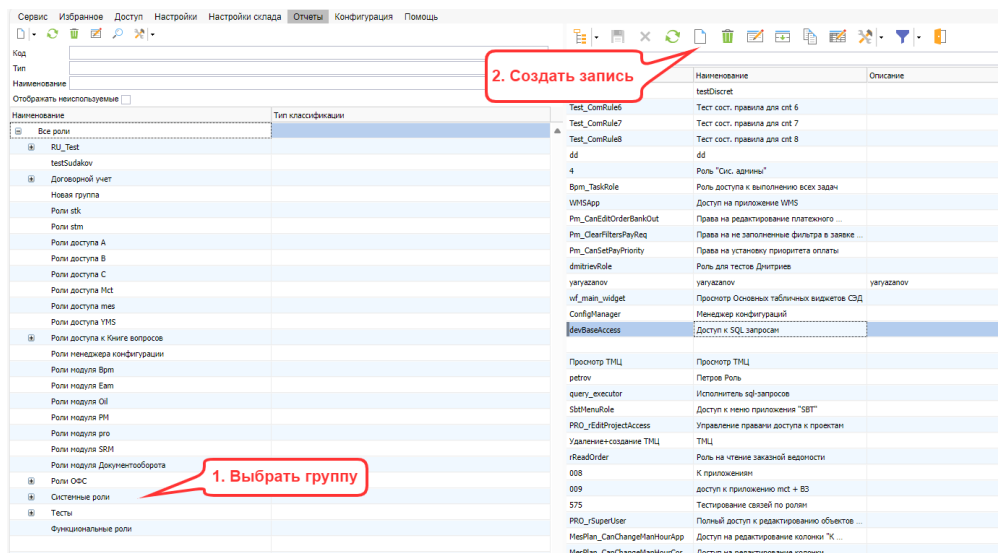 Сервис Избранное Доступ Настройки Настройки склада Отчеты Конфигурация Помощь
Код
Тип
Наименование
Отображать неиспользуемые
Наименование Тип классификации
Все роли
RU_Test
testSudakov
Договорной учет
Новая группа
Роли stk
Роли stm
Роли доступа A
Роли доступа B
Роли доступа C
Роли доступа Mct
Роли доступа mes
Роли доступа YMS
Роли доступа к Книге вопросов
Роли менеджера конфигурации
Роли модуля Bpm
Роли модуля Eam
Роли модуля Oil
Роли модуля PM
Роли модуля pro
Роли модуля SRM
Роли модуля Документооборота
Роли ОФС
Системные роли
Тесты
Функциональные роли
1. Выбрать группу
2. Создать запись
Наименование Описание
testDiscret
Test_ComRule6 Тест сост. правила для cnt 6
Test_ComRule7 Тест сост. правила для cnt 7
Test_ComRule8 Тест сост. правила для cnt 8
dd dd
4 Роль "Сис. админы"
Bpm_TaskRole Роль доступа к выполнению всех задач
WMSApp Доступ на приложение WMS
Pm_CanEditOrderBankOut Права на редактирование платежного ...
Pm_ClearFiltersPayReq Права на не заполненные фильтра в заявке ...
Pm_CanSetPayPriority Права на установку приоритета оплаты
dmitrievRole Роль для тестов Дмитриев
yaryazanov yaryazanov yaryazanov
wf_main_widget Просмотр Основных табличных виджетов СЭД
ConfigManager Менеджер конфигураций
devBaseAccess Доступ к SQL запросам
Просмотр ТМЦ Просмотр ТМЦ
petrov Петров Роль
query_executor Исполнитель sql-запросов
SbtMenuRole Доступ к меню приложения "SBT"
PRO_rEditProjectAccess Управление правами доступа к проектам
Удаление+создание ТМЦ ТМЦ
rReadOrder Роль на чтение заказной ведомости
008 К приложениям
009 доступ к приложению mct + ВЗ
575 Тестирование связей по ролям
PRO_rSuperUser Полный доступ к редактированию объектов ...
MesPlan_CanChangeManHourApp Доступ на редактирование колонки "К ...
MesPlan_CanChangeManHourCor Доступ на редактирование колонки